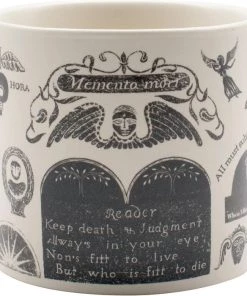 HORA
Memento mori
All must
Reader
Keep death & Judgment
Allways in your eye
Non's fitt to live
But who is fitt to die